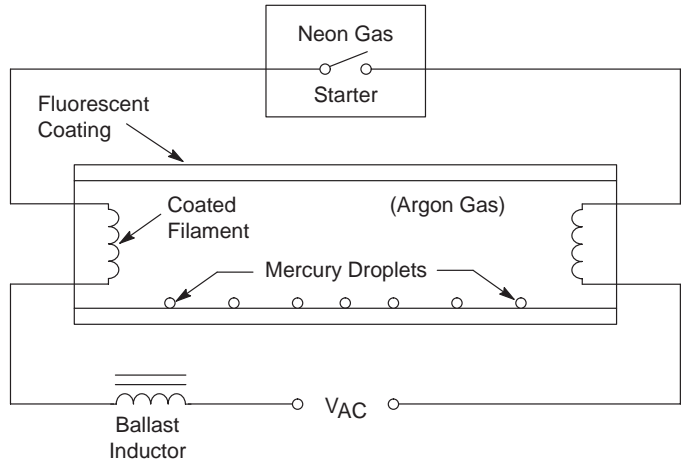 Neon Gas
Starter
Fluorescent
Coating
Coated
Filament
(Argon Gas)
Mercury Droplets
VAC
Ballast
Inductor